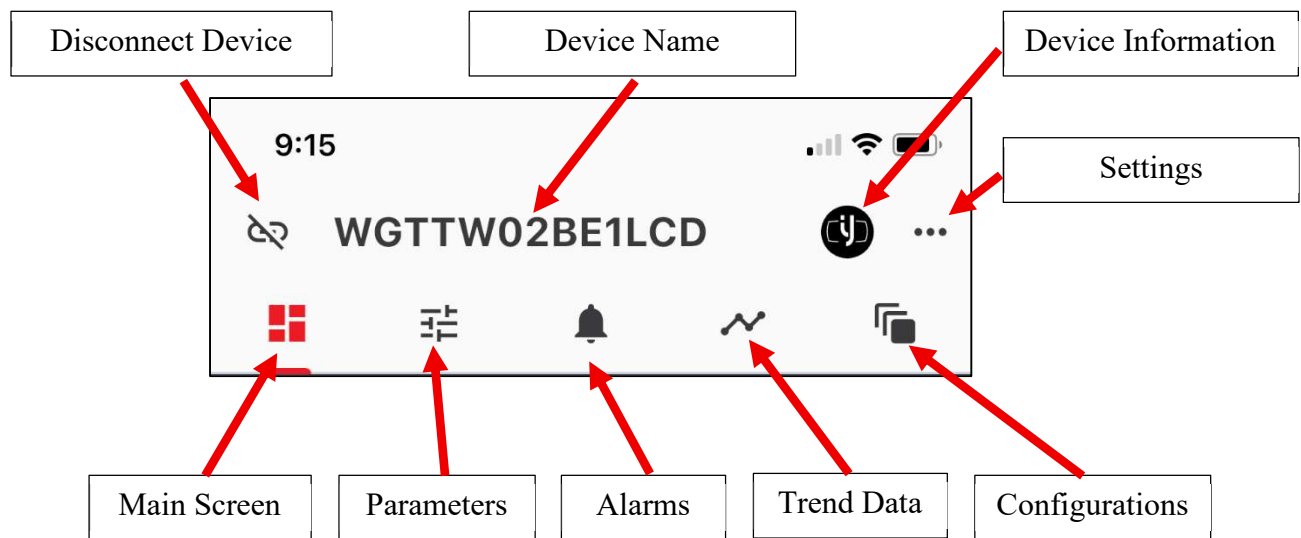 Disconnect Device
Device Name
Device Information
9:15
Settings
WGTTW02BE1LCD
Main Screen
Parameters
Alarms
Trend Data
Configurations